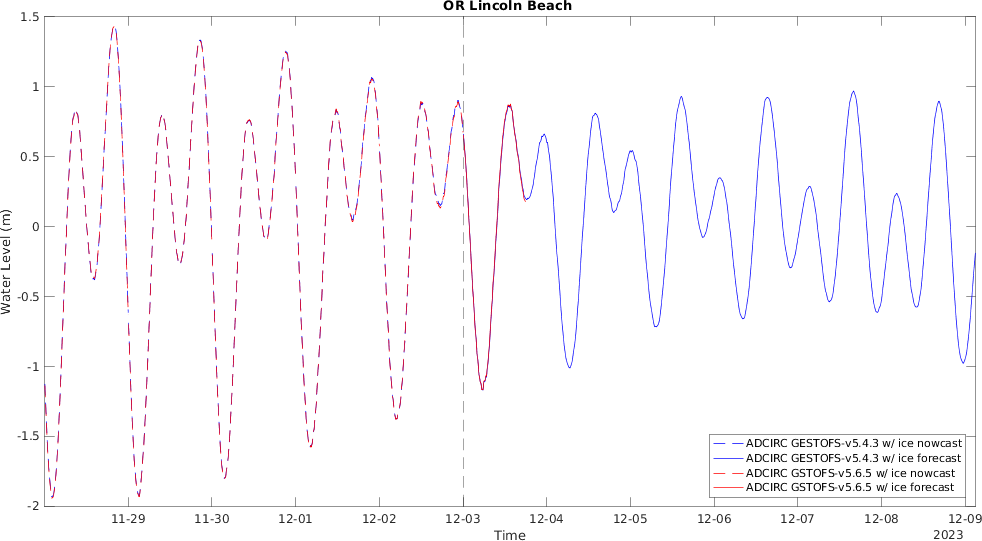 OR Lincoln Beach
1.5
1
0.5
0
-0.5
-1
-1.5
-2
Water Level (m)
11-29 11-30 12-01 12-02 12-03 12-04 12-05 12-06 12-07 12-08 12-09
2023
Time
ADCIRC GESTOFS-v5.4.3 w/ ice nowcast
ADCIRC GESTOFS-v5.4.3 w/ ice forecast
ADCIRC GSTOFS-v5.6.5 w/ ice nowcast
ADCIRC GSTOFS-v5.6.5 w/ ice forecast